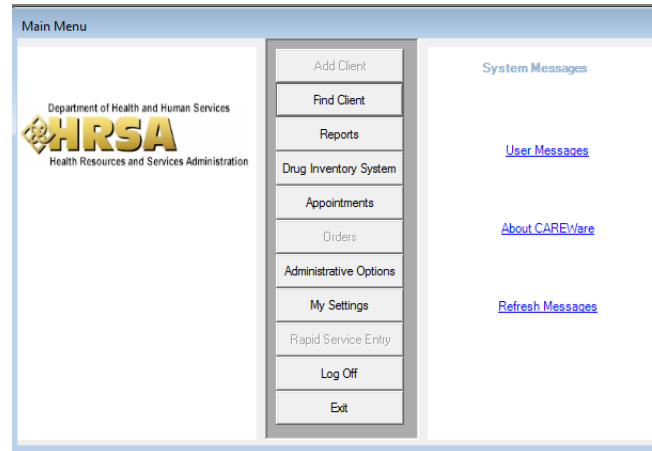 Main Menu
Department of Health and Human Services
HRSA
Health Resources and Services Administration
Add Client
Find Client
Reports
Drug Inventory System
Appointments
Orders
Administrative Options
My Settings
Rapid Service Entry
Log Off
Exit
System Messages
User Messages
About CAREWare
Refresh Messages